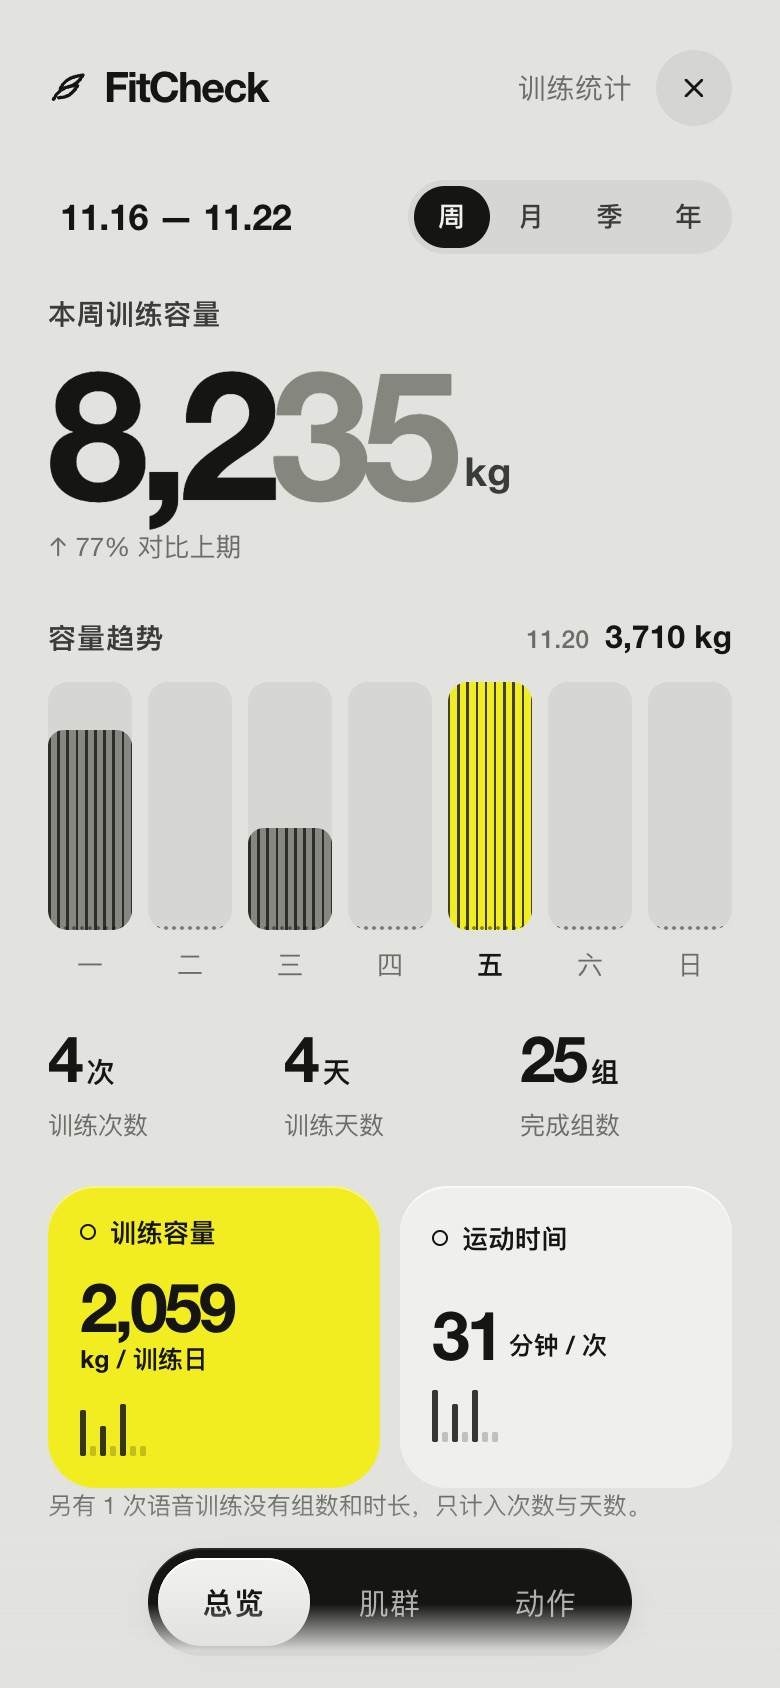 FitCheck
训练统计
11.16 — 11.22
周 月 季 年
本周训练容量
8,235 kg
↑ 77% 对比上期
容量趋势
11.20 3,710 kg
一 二 三 四 五 六 日
4次 4天 25组
训练次数 训练天数 完成组数
训练容量
2,059
kg / 训练日
运动时间
31 分钟 / 次
另有 1 次语音训练没有组数和时长，只计入次数与天数。
总览 肌群 动作